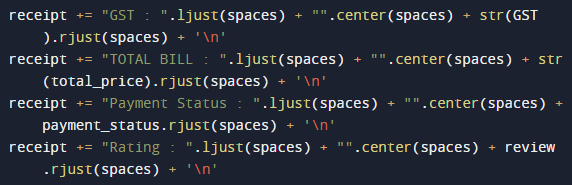 receipt += "GST : ".ljust(spaces) + "".center(spaces) + str(GST
).rjust(spaces) + '\n'
receipt += "TOTAL BILL : ".ljust(spaces) + "".center(spaces) + str
(total_price).rjust(spaces) + '\n'
receipt += "Payment Status : ".ljust(spaces) + "".center(spaces) +
payment_status.rjust(spaces) + '\n'
receipt += "Rating : ".ljust(spaces) + "".center(spaces) + review
.rjust(spaces) + '\n'